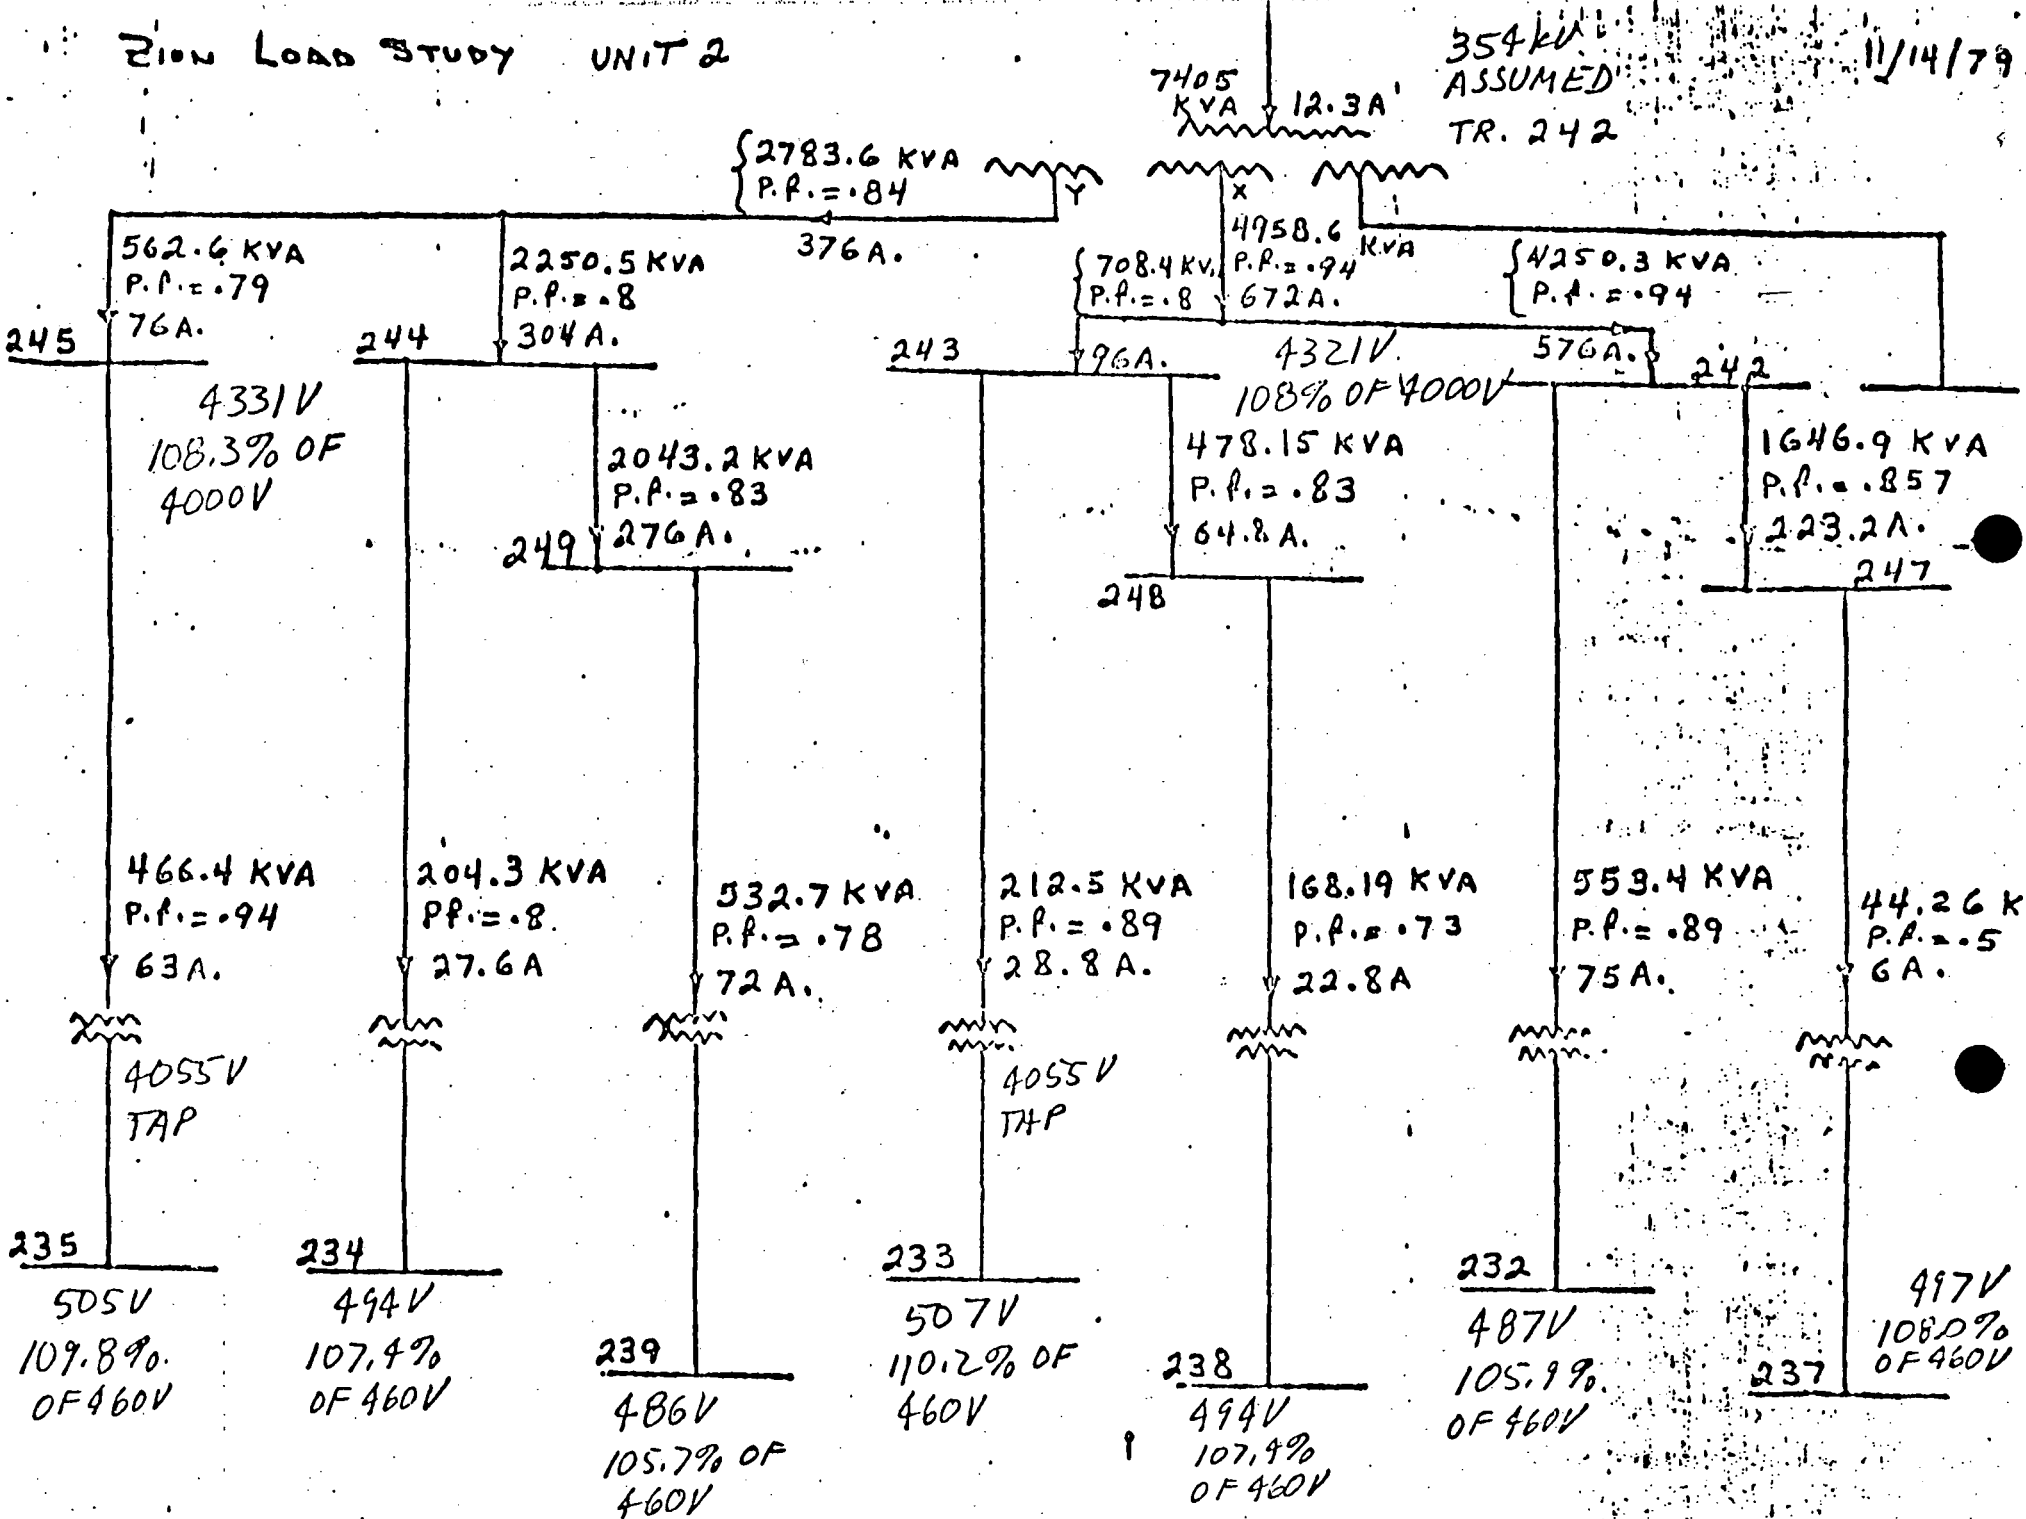 ZION LOAD STUDY UNIT 2
11/14/79
354kV
ASSUMED
TR. 242
7405
KVA
12.3A
2783.6 KVA
P.f. = .84
Y
376A.
X
4958.6
KVA
P.f. = .94
672A.
562.6 KVA
P.f. = .79
76A.
2250.5 KVA
P.f. = .8
304A.
708.4 KV
P.f. = .8
96A.
4250.3 KVA
P.f. = .94
576A.
245
244
243
242
4331V
108.3% OF
4000V
4321V
108% OF 4000V
2043.2 KVA
P.f. = .83
276A.
249
478.15 KVA
P.f. = .83
64.8A.
248
1646.9 KVA
P.f. = .857
223.2A.
247
466.4 KVA
P.f. = .94
63A.
204.3 KVA
Pf. = .8
27.6A
532.7 KVA
P.f. = .78
72A.
212.5 KVA
P.f. = .89
28.8A.
168.19 KVA
P.f. = .73
22.8A
553.4 KVA
P.f. = .89
75A.
44.26 K
P.f. = .5
6A.
4055V
TAP
4055V
TAP
235
505V
109.8%
OF 460V
234
494V
107.4%
OF 460V
239
486V
105.7% OF
460V
233
507V
110.2% OF
460V
238
494V
107.4%
OF 460V
232
487V
105.9%
OF 460V
497V
108.0%
OF 460V
237